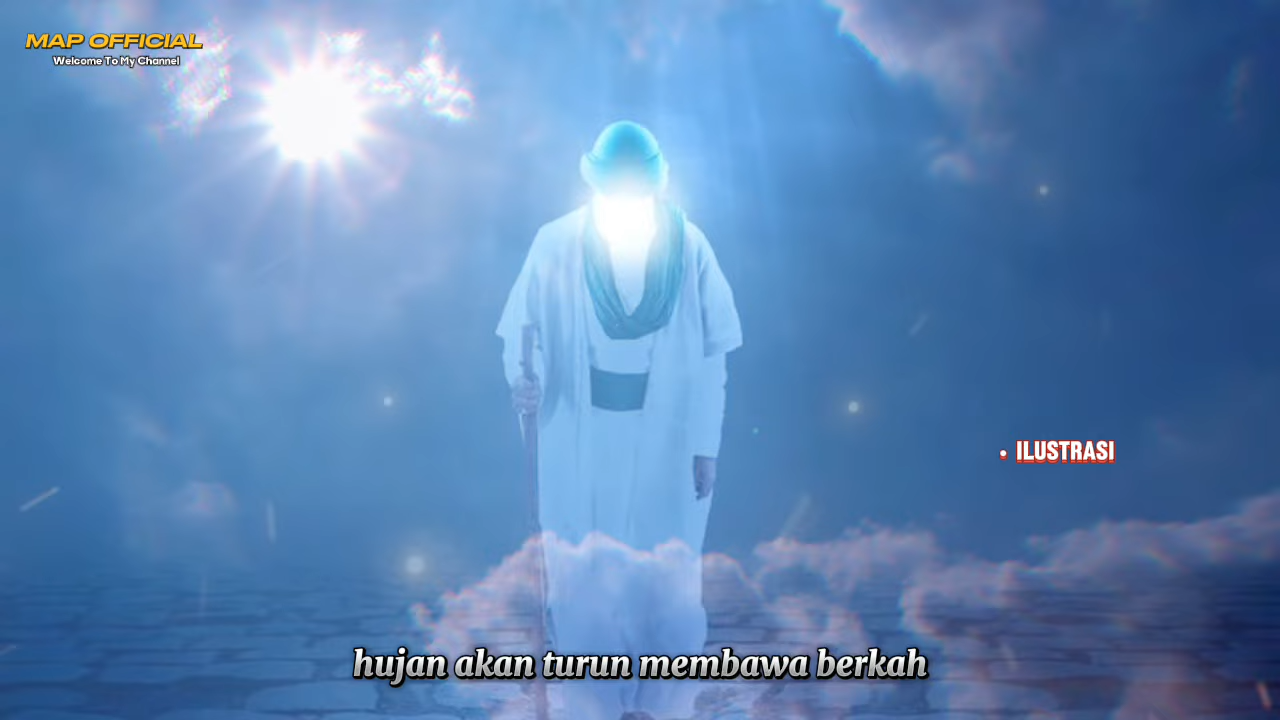 MAP OFFICIAL
Welcome To My Channel
• ILUSTRASI
hujan akan turun membawa berkah